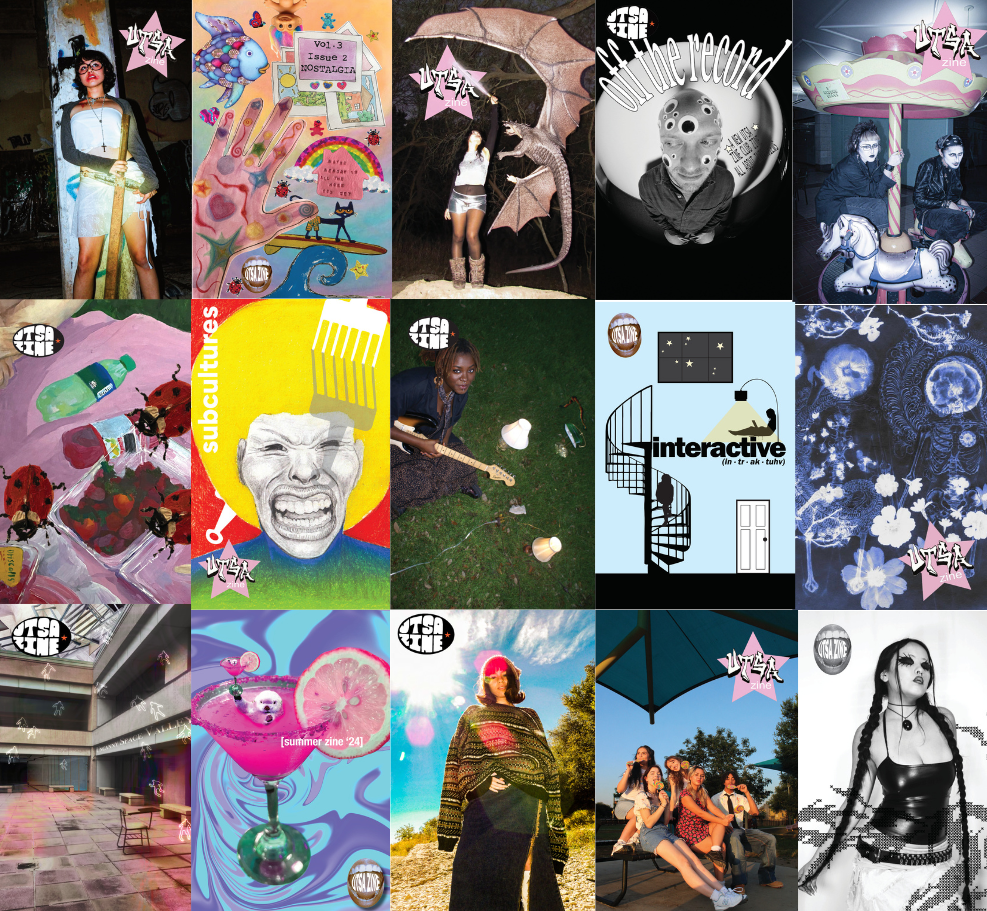 UTSA
zine
Vol. 3
Issue 2
NOSTALGIA
UTSA ZINE
UTSA
zine
UTSA
ZINE
off the record
UTSA
zine
UTSA
ZINE
subcultures
UTSA
zine
UTSA
ZINE
UTSA ZINE
interactive
(in · tr · ak · tuhv)
UTSA
zine
UTSA
ZINE
[summer zine '24]
UTSA ZINE
UTSA
ZINE
UTSA
zine
UTSA ZINE